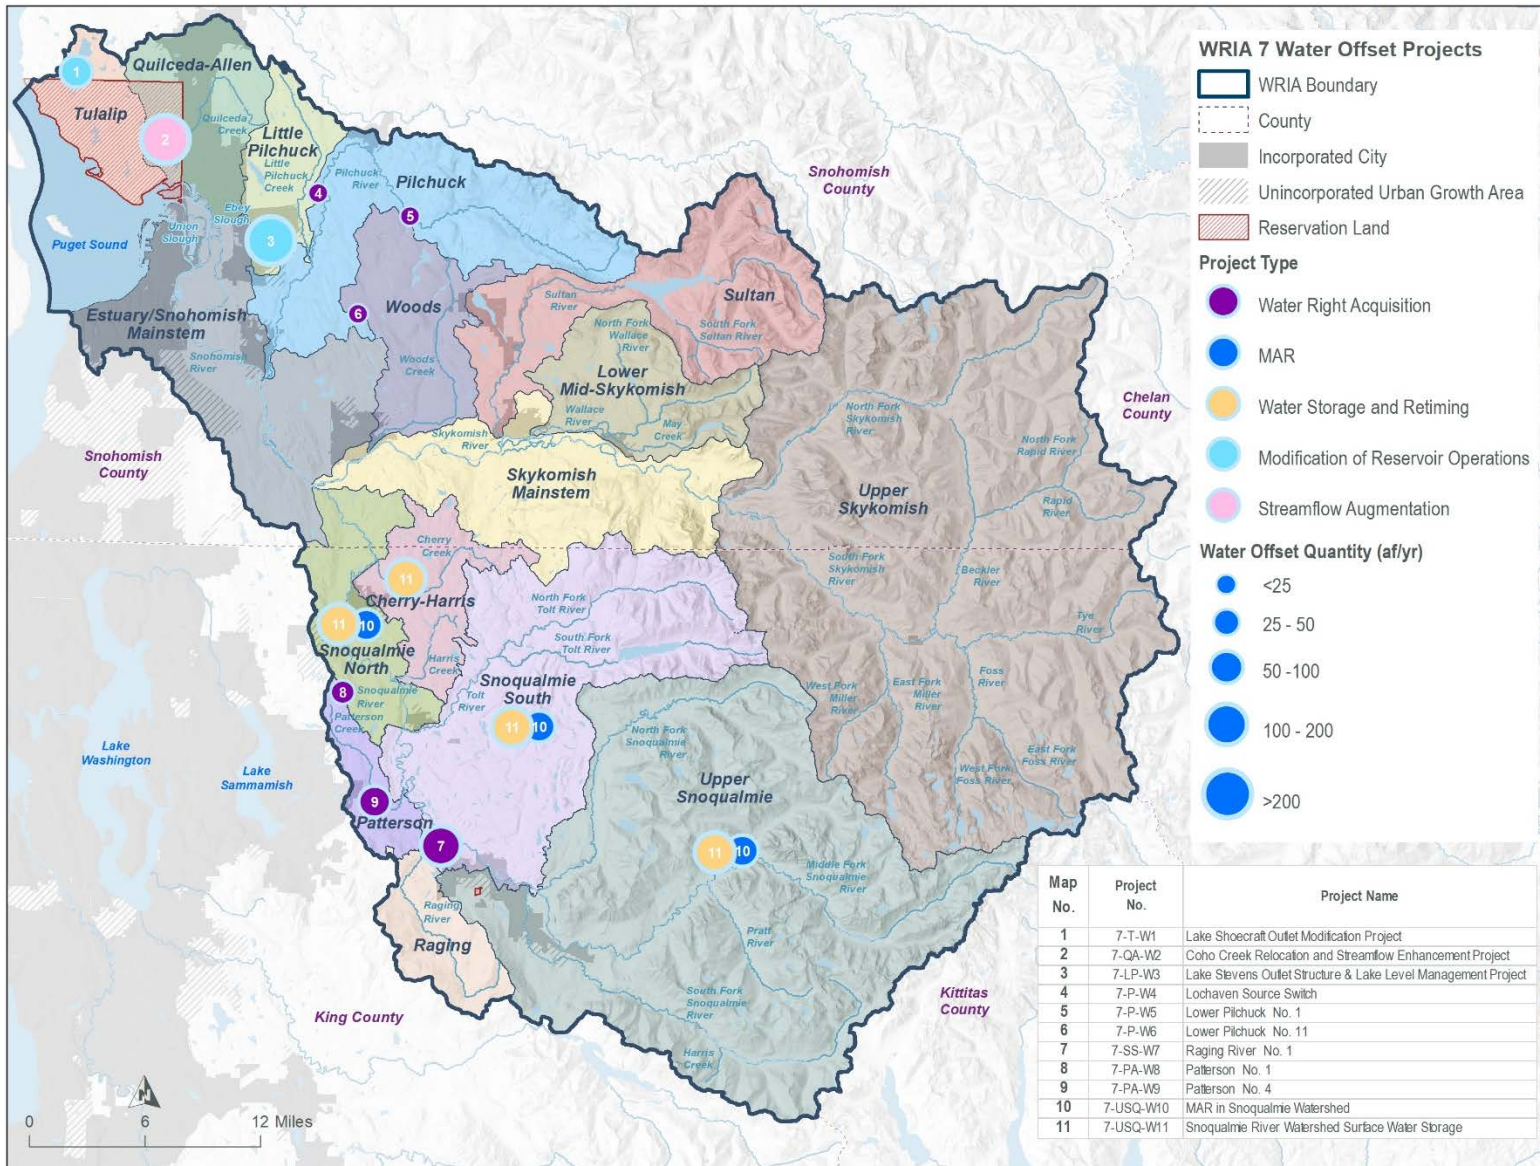 Quilceda-Allen
1
Tulalip
Quilceda
Creek
2
Little
Pilchuck
Little
Pilchuck
Creek
4
Pilchuck
River
Pilchuck
5
Ebey
Slough
Union
Slough
3
Puget Sound
Estuary/Snohomish
Mainstem
6
Woods
Snohomish
River
Woods
Creek
Sultan
River
Sultan
North Fork
Wallace
River
South Fork
Sultan River
Lower
Mid-Skykomish
Wallace
River
May
Creek
Snohomish
County
Chelan
County
Snohomish
County
Skykomish
River
Skykomish
Mainstem
North Fork
Skykomish
River
North Fork
Rapid River
Upper
Skykomish
Rapid
River
Cherry
Creek
11
Cherry-Harris
South Fork
Skykomish
River
Beckler
River
Tye
River
North Fork
Tolt River
South Fork
Tolt River
11
10
Snoqualmie
North
Harris
Creek
8
Snoqualmie
River
Patterson
Creek
Tolt
River
Snoqualmie
South
11
10
West Fork
Miller
River
East Fork
Miller
River
Foss
River
East Fork
Foss River
West Fork
Foss River
North Fork
Snoqualmie
River
Upper
Snoqualmie
Lake
Washington
Lake
Sammamish
9
Patterson
7
11
10
Middle Fork
Snoqualmie
River
Raging
River
Raging
Pratt
River
South Fork
Snoqualmie
River
Harris
Creek
King County
Kittitas
County
N
0
6
12 Miles
WRIA 7 Water Offset Projects
WRIA Boundary
County
Incorporated City
Unincorporated Urban Growth Area
Reservation Land
Project Type
Water Right Acquisition
MAR
Water Storage and Retiming
Modification of Reservoir Operations
Streamflow Augmentation
Water Offset Quantity (af/yr)
<25
25 - 50
50 -100
100 - 200
>200
Map No. Project No. Project Name
1 7-T-W1 Lake Shoecraft Outlet Modification Project
2 7-QA-W2 Coho Creek Relocation and Streamflow Enhancement Project
3 7-LP-W3 Lake Stevens Outlet Structure & Lake Level Management Project
4 7-P-W4 Lochaven Source Switch
5 7-P-W5 Lower Pilchuck No. 1
6 7-P-W6 Lower Pilchuck No. 11
7 7-SS-W7 Raging River No. 1
8 7-PA-W8 Patterson No. 1
9 7-PA-W9 Patterson No. 4
10 7-USQ-W10 MAR in Snoqualmie Watershed
11 7-USQ-W11 Snoqualmie River Watershed Surface Water Storage